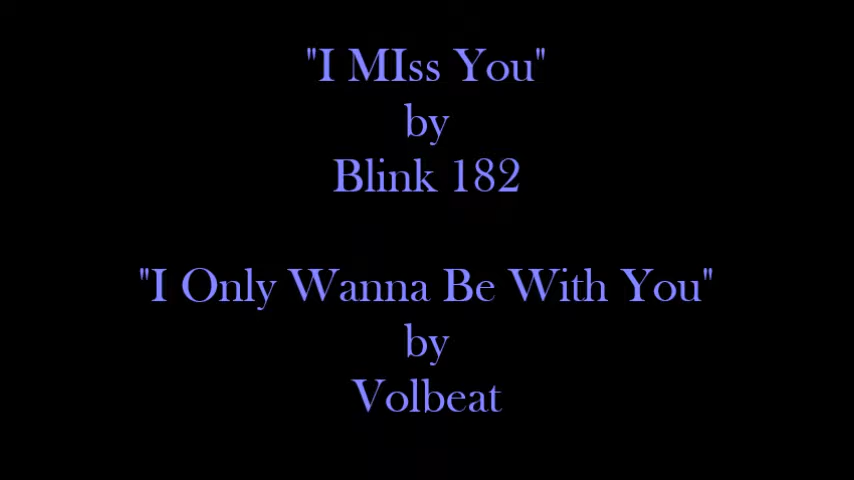 "I MIss You"
by
Blink 182
"I Only Wanna Be With You"
by
Volbeat